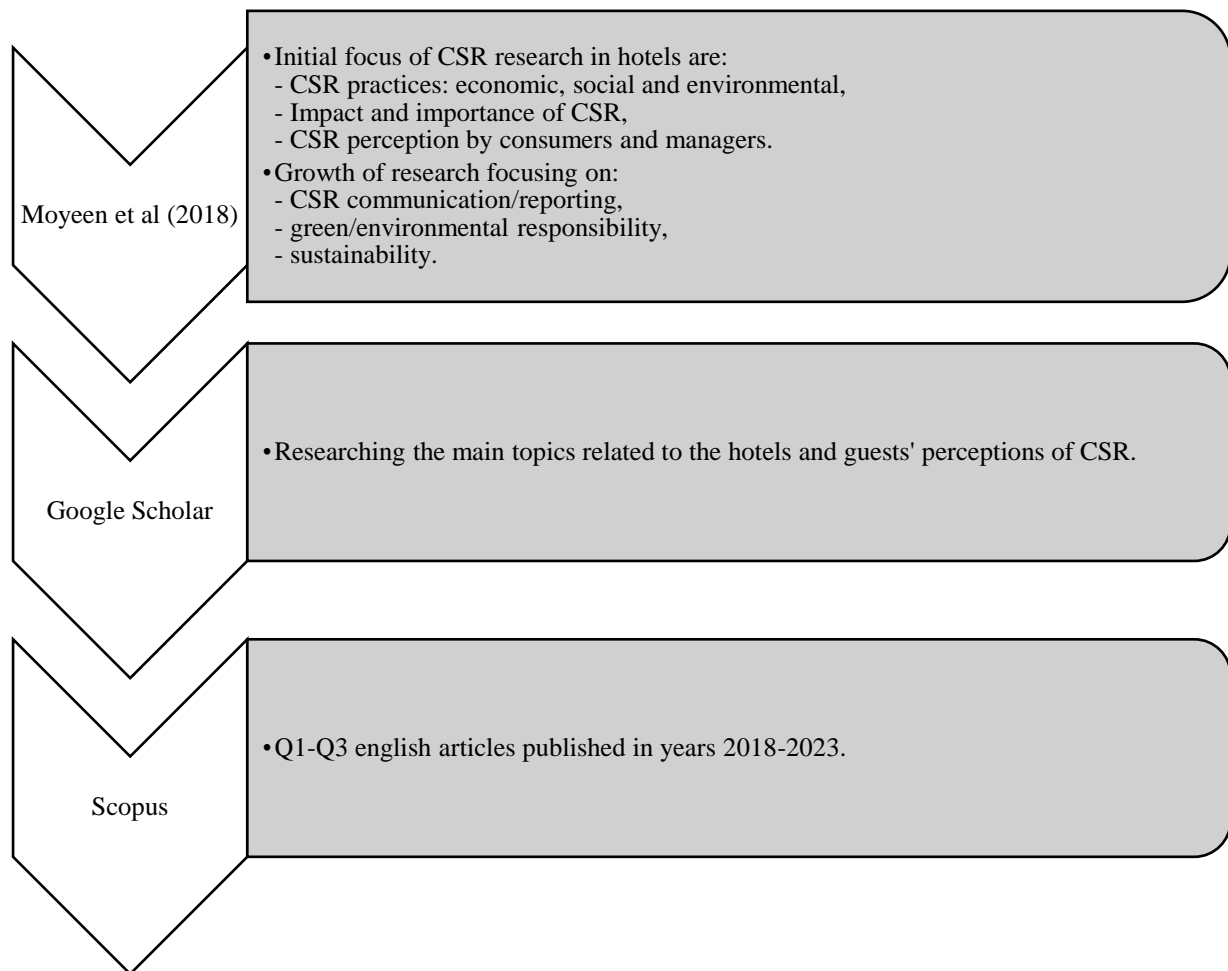 •Initial focus of CSR research in hotels are:
- CSR practices: economic, social and environmental,
- Impact and importance of CSR,
- CSR perception by consumers and managers.
•Growth of research focusing on:
- CSR communication/reporting,
- green/environmental responsibility,
- sustainability.
Moyeen et al (2018)
•Researching the main topics related to the hotels and guests' perceptions of CSR.
Google Scholar
•Q1-Q3 english articles published in years 2018-2023.
Scopus